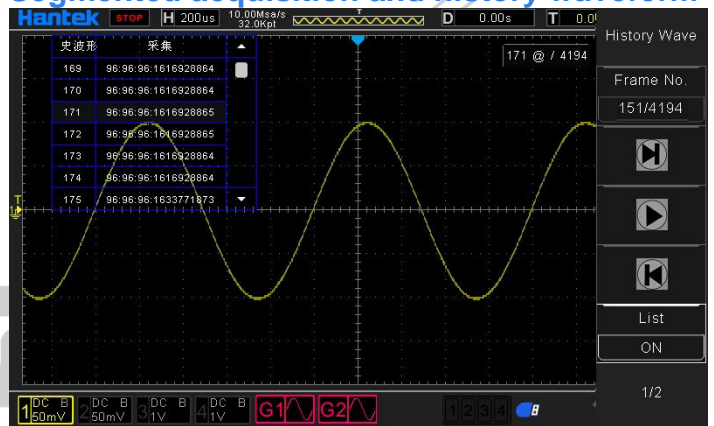 Segmented acquisition and history waveform
Hantek STOP H 200us 10.00Msa/s 32.0Kpt D 0.00s T 0.0
History Wave
史波形 采集
171 @ / 4194
169 96:96:96:1616928864
170 96:96:96:1616928864
171 96:96:96:1616928865
172 96:96:96:1616928865
173 96:96:96:1616928864
174 96:96:96:1616928864
175 96:96:96:1633771873
Frame No.
151/4194
T
1
List
ON
1/2
1 DC B 50mV 2 DC B 50mV 3 DC B 1V 4 DC B 1V G1 G2 1 2 3 4